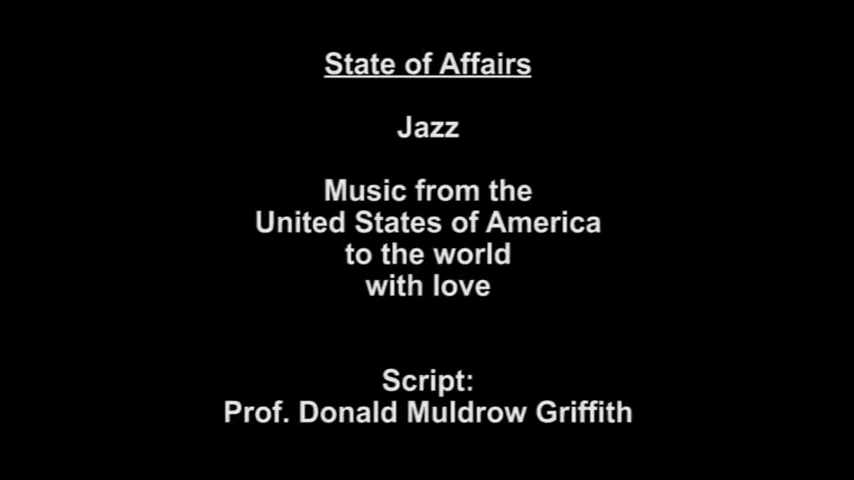 State of Affairs
Jazz
Music from the
United States of America
to the world
with love
Script:
Prof. Donald Muldrow Griffith